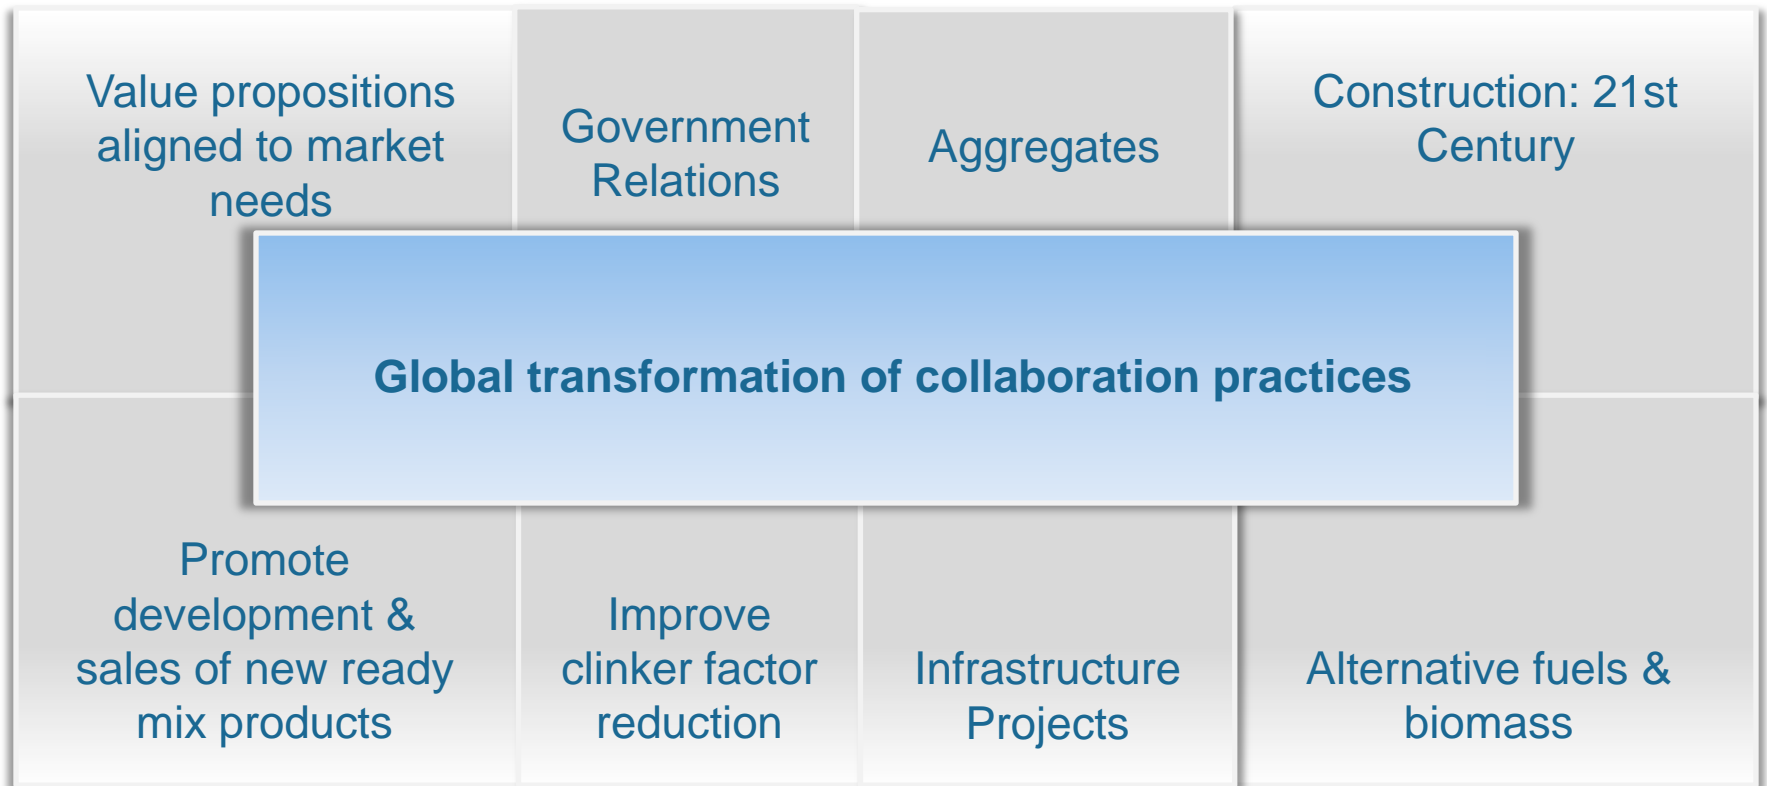 Value propositions
aligned to market
needs
Government
Relations
Aggregates
Construction: 21st
Century
Global transformation of collaboration practices
Promote
development &
sales of new ready
mix products
Improve
clinker factor
reduction
Infrastructure
Projects
Alternative fuels &
biomass